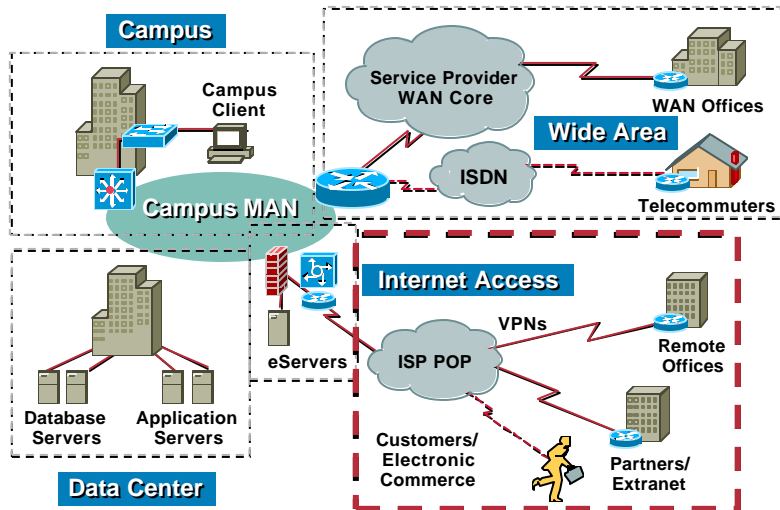 Campus
Campus
Client
Campus MAN
Service Provider
WAN Core
WAN Offices
Wide Area
ISDN
Telecommuters
Internet Access
eServers
ISP POP
VPNs
Remote
Offices
Customers/
Electronic
Commerce
Partners/
Extranet
Database
Servers
Application
Servers
Data Center